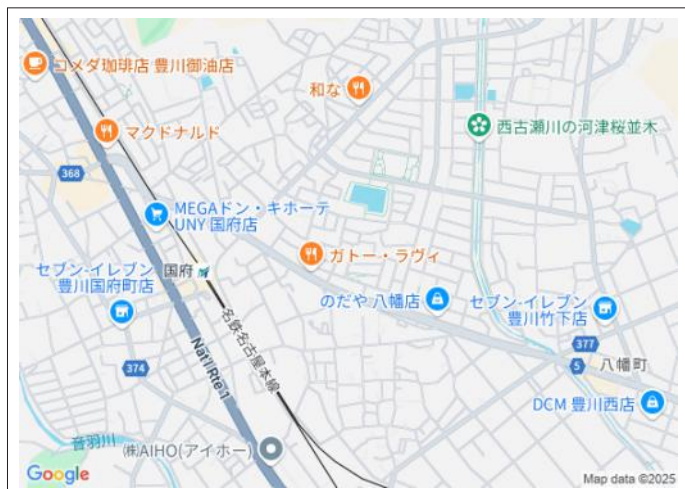 コメダ珈琲店 豊川御油店
和な
マクドナルド
西古瀬川の河津桜並木
368
MEGAドン・キホーテ
UNY 国府店
ガトー・ラヴィ
セブン-イレブン
豊川国府町店
国府
のだや 八幡店
セブン-イレブン
豊川竹下店
名鉄名古屋本線
Nat'l Rte 1
377
374
5
八幡町
DCM 豊川西店
音羽川
㈱AIHO(アイホー)
Google
Map data ©2025